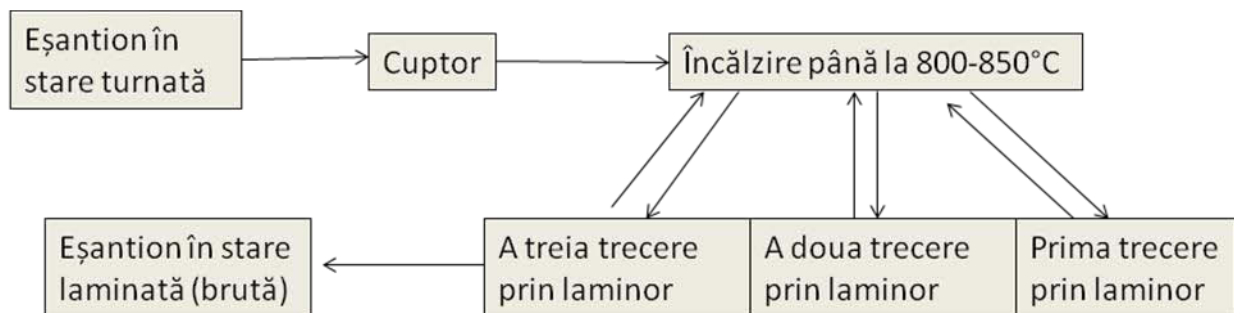 Eșantion în
stare turnată
Cuptor
Încălzire până la 800-850°C
Eșantion în stare
laminată (brută)
A treia trecere
prin laminor
A doua trecere
prin laminor
Prima trecere
prin laminor